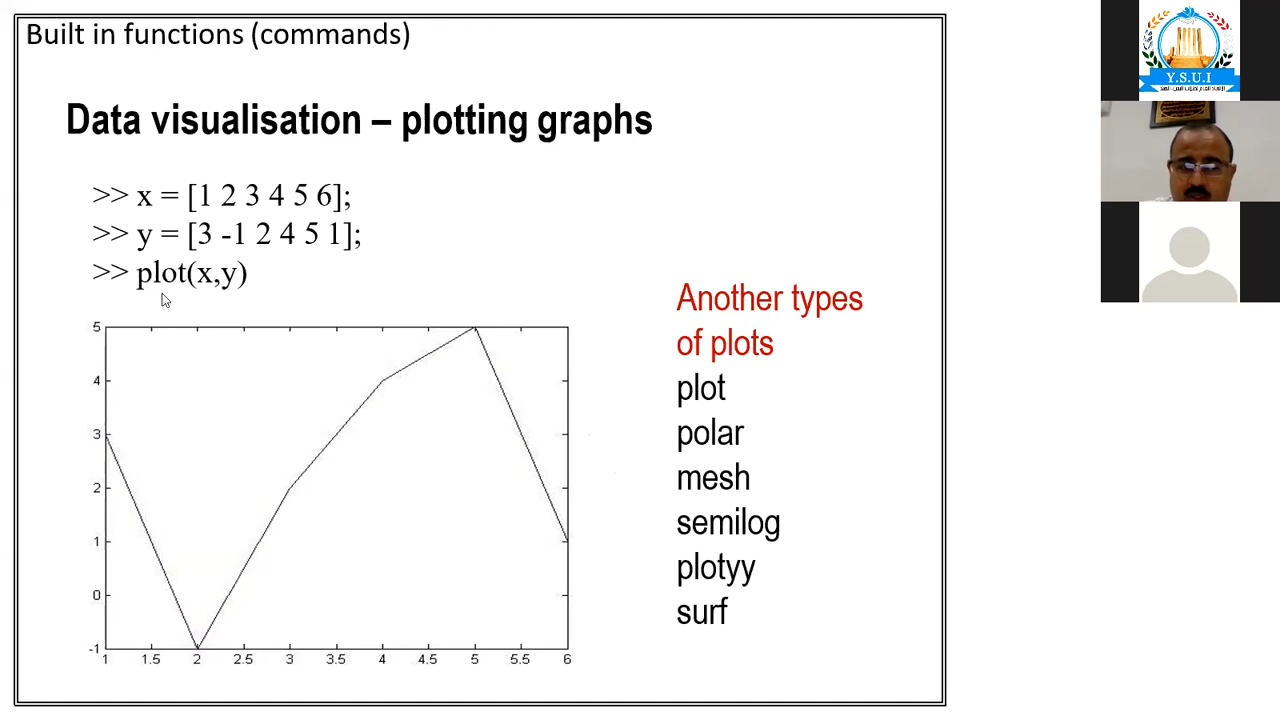 Built in functions (commands)
Data visualisation – plotting graphs
>> x = [1 2 3 4 5 6];
>> y = [3 -1 2 4 5 1];
>> plot(x,y)
5
4
3
2
1
0
-1
1 1.5 2 2.5 3 3.5 4 4.5 5 5.5 6
Another types
of plots
plot
polar
mesh
semilog
plotyy
surf
Y.S.U.I